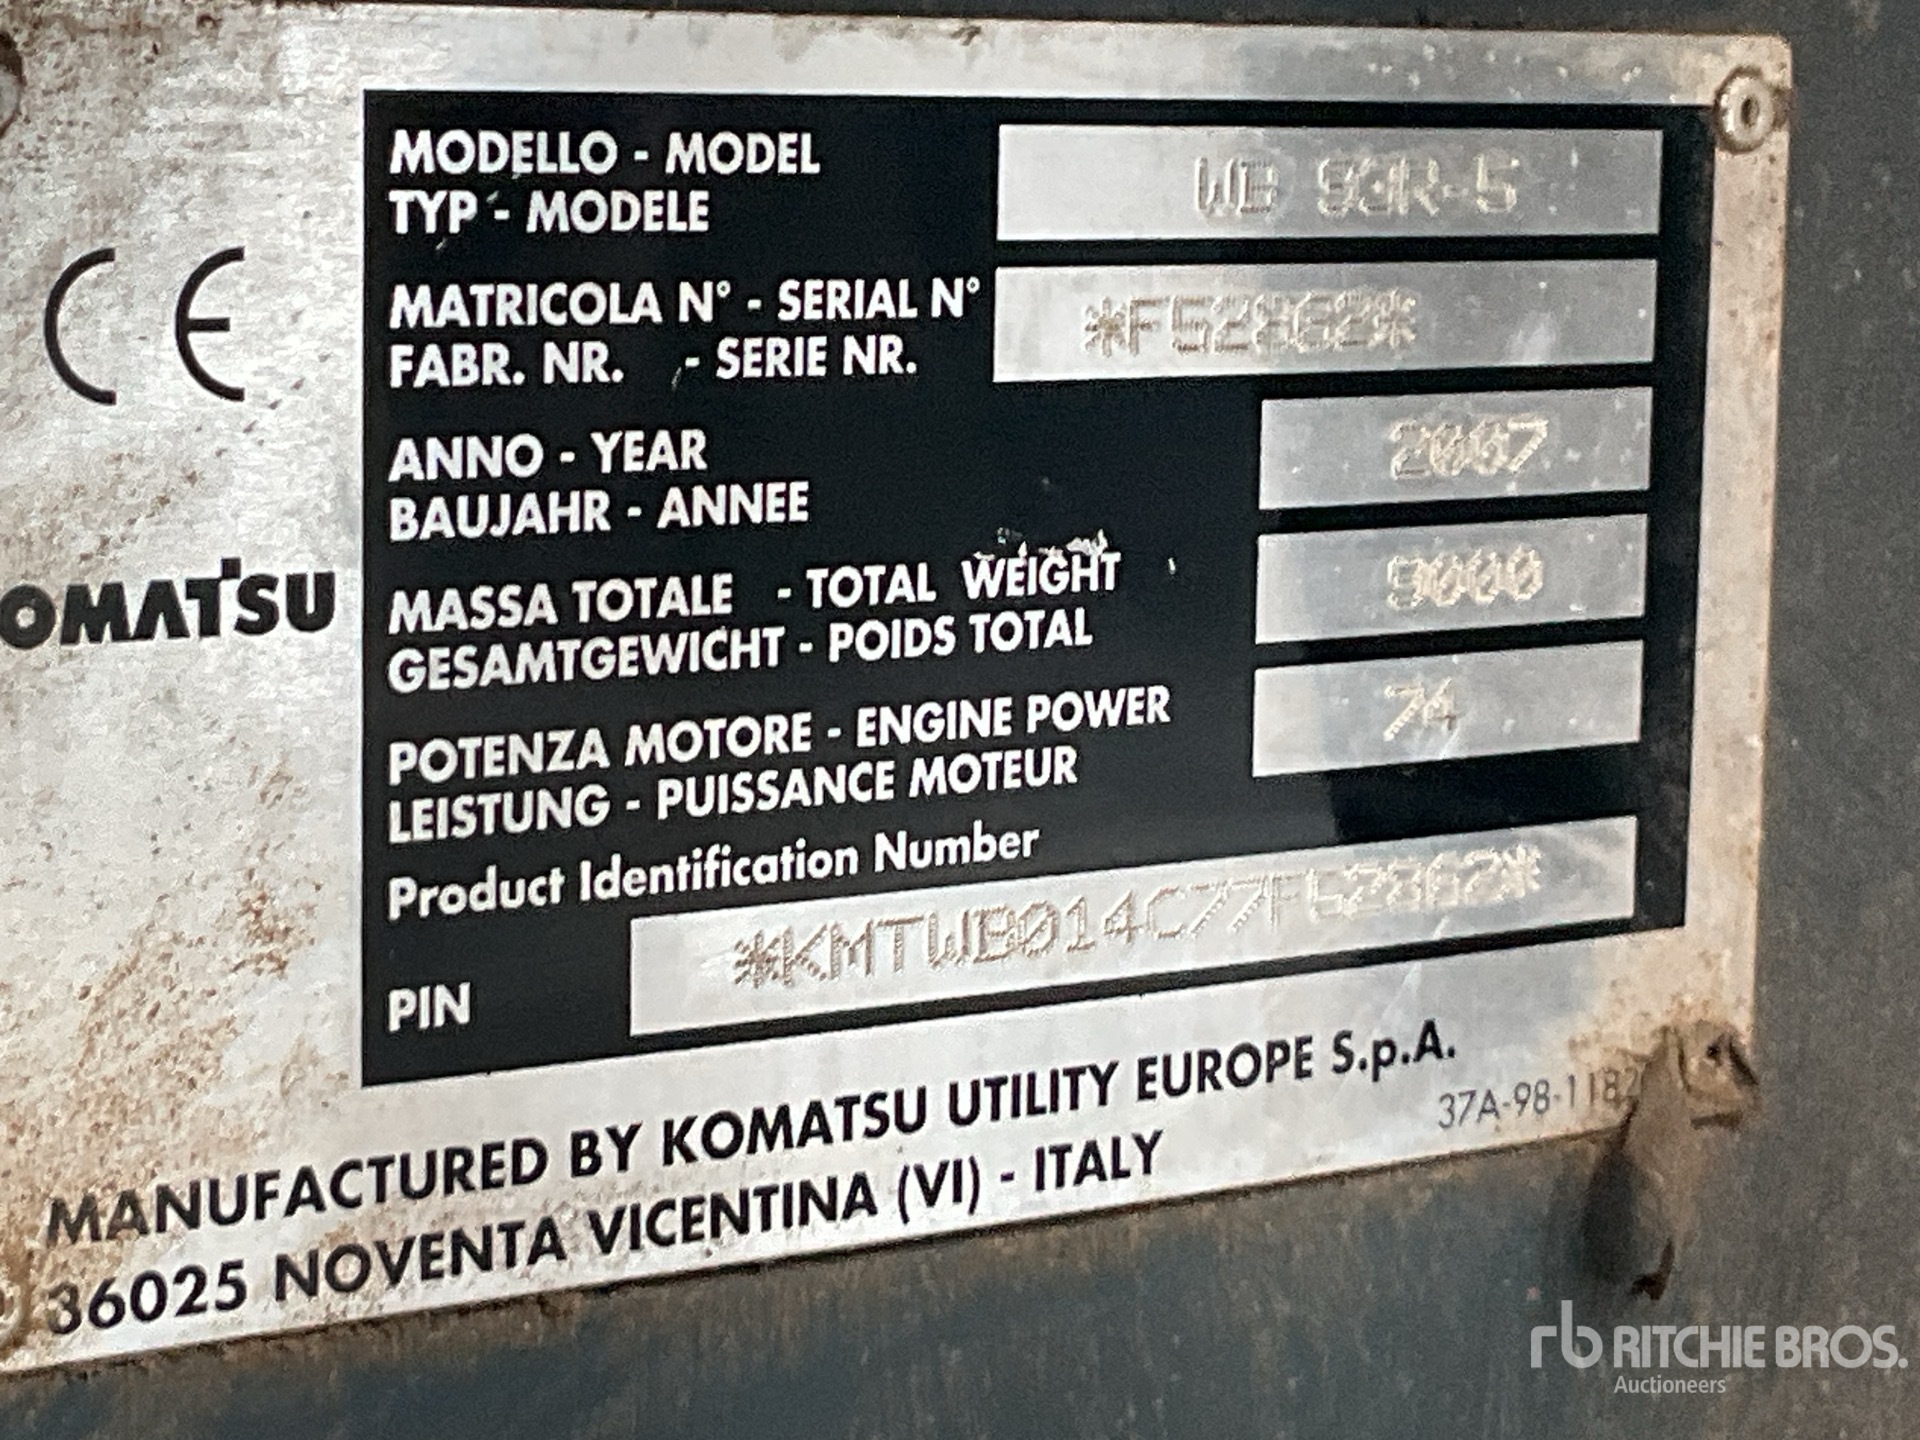 MODELLO - MODEL
TYP - MODELE
WB 93R-5
MATRICOLA N° - SERIAL N°
FABR. NR. - SERIE NR.
*F52862*
ANNO - YEAR
BAUJAHR - ANNEE
2007
CE
MASSA TOTALE - TOTAL WEIGHT
GESAMTGEWICHT - POIDS TOTAL
9000
OMATSU
POTENZA MOTORE - ENGINE POWER
LEISTUNG - PUISSANCE MOTEUR
74
Product Identification Number
PIN
*KMTWB014C77F52862*
MANUFACTURED BY KOMATSU UTILITY EUROPE S.p.A.
36025 NOVENTA VICENTINA (VI) - ITALY
37A-98-1182
rb RITCHIE BROS.
Auctioneers